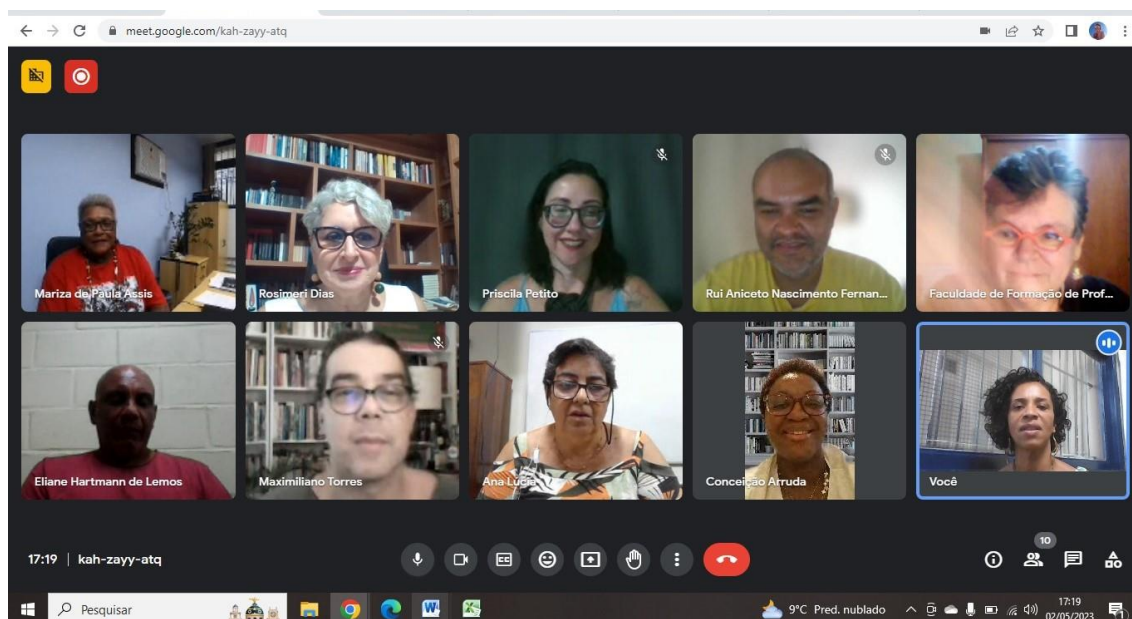 meet.google.com/kah-zayy-atq
Mariza de Paula Assis
Rosimeri Dias
Priscila Petito
Rui Aniceto Nascimento Fernan...
Faculdade de Formação de Prof...
Eliane Hartmann de Lemos
Maximiliano Torres
Ana Lúcia
Conceição Arruda
Você
17:19 | kah-zayy-atq
CC
10
Pesquisar
W
X
9°C Pred. nublado
17:19
02/05/2023
1